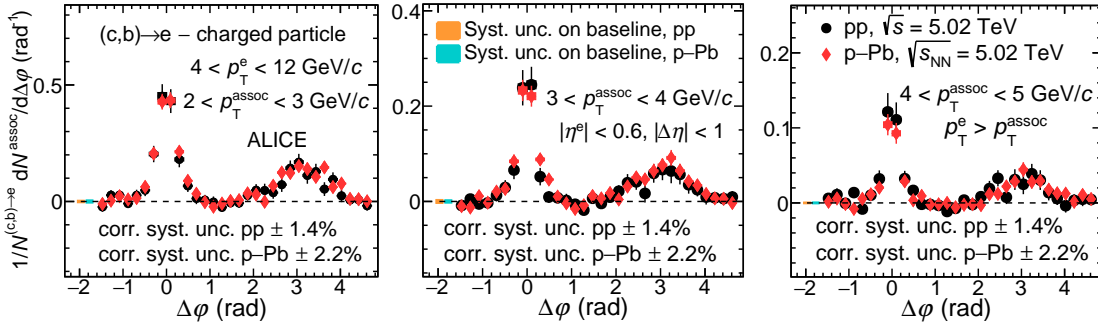 1/N^(c,b)→e dN^assoc/dΔφ (rad⁻¹)
(c,b)→e − charged particle
4 < p_T^e < 12 GeV/c
2 < p_T^assoc < 3 GeV/c
ALICE
corr. syst. unc. pp ± 1.4%
corr. syst. unc. p−Pb ± 2.2%
0.5
0
−1 0 1 2 3 4
Δφ (rad)
Syst. unc. on baseline, pp
Syst. unc. on baseline, p−Pb
3 < p_T^assoc < 4 GeV/c
|η^e| < 0.6, |Δη| < 1
corr. syst. unc. pp ± 1.4%
corr. syst. unc. p−Pb ± 2.2%
0.4
0.2
0
−1 0 1 2 3 4
Δφ (rad)
pp, √s = 5.02 TeV
p−Pb, √s_NN = 5.02 TeV
4 < p_T^assoc < 5 GeV/c
p_T^e > p_T^assoc
corr. syst. unc. pp ± 1.4%
corr. syst. unc. p−Pb ± 2.2%
0.2
0.1
0
−1 0 1 2 3 4
Δφ (rad)